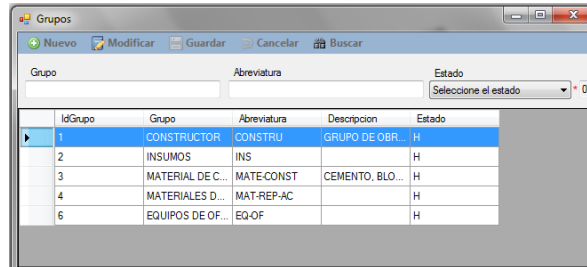 Grupos
Nuevo Modificar Guardar Cancelar Buscar
Grupo Abreviatura Estado
Seleccione el estado * 0
IdGrupo Grupo Abreviatura Descripcion Estado
1 CONSTRUCTOR CONSTRU GRUPO DE OBR... H
2 INSUMOS INS H
3 MATERIAL DE C... MATE-CONST CEMENTO, BLO... H
4 MATERIALES D... MAT-REP-AC H
6 EQUIPOS DE OF... EQ-OF H